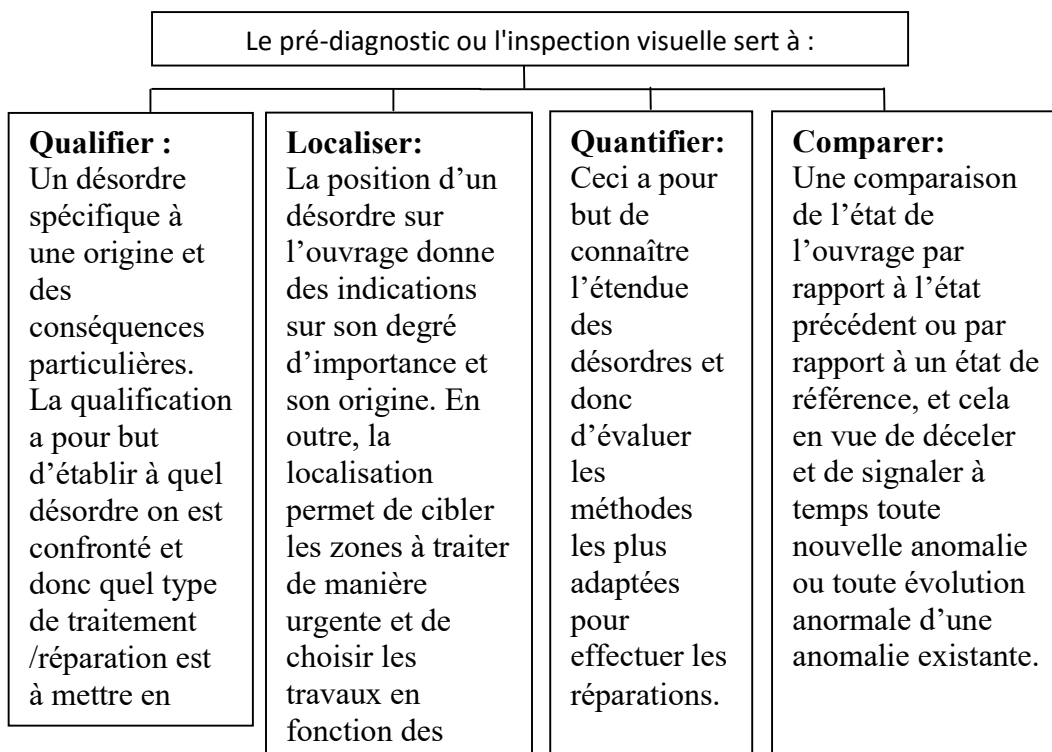 Le pré-diagnostic ou l'inspection visuelle sert à :
Qualifier :
Un désordre
spécifique à
une origine et
des
conséquences
particulières.
La qualification
a pour but
d’établir à quel
désordre on est
confronté et
donc quel type
de traitement
/réparation est
à mettre en
Localiser:
La position d’un
désordre sur
l’ouvrage donne
des indications
sur son degré
d’importance et
son origine. En
outre, la
localisation
permet de cibler
les zones à traiter
de manière
urgente et de
choisir les
travaux en
fonction des
Quantifier:
Ceci a pour
but de
connaître
l’étendue
des
désordres et
donc
d’évaluer
les
méthodes
les plus
adaptées
pour
effectuer les
réparations.
Comparer:
Une comparaison
de l’état de
l’ouvrage par
rapport à l’état
précédent ou par
rapport à un état de
référence, et cela
en vue de déceler
et de signaler à
temps toute
nouvelle anomalie
ou toute évolution
anormale d’une
anomalie existante.